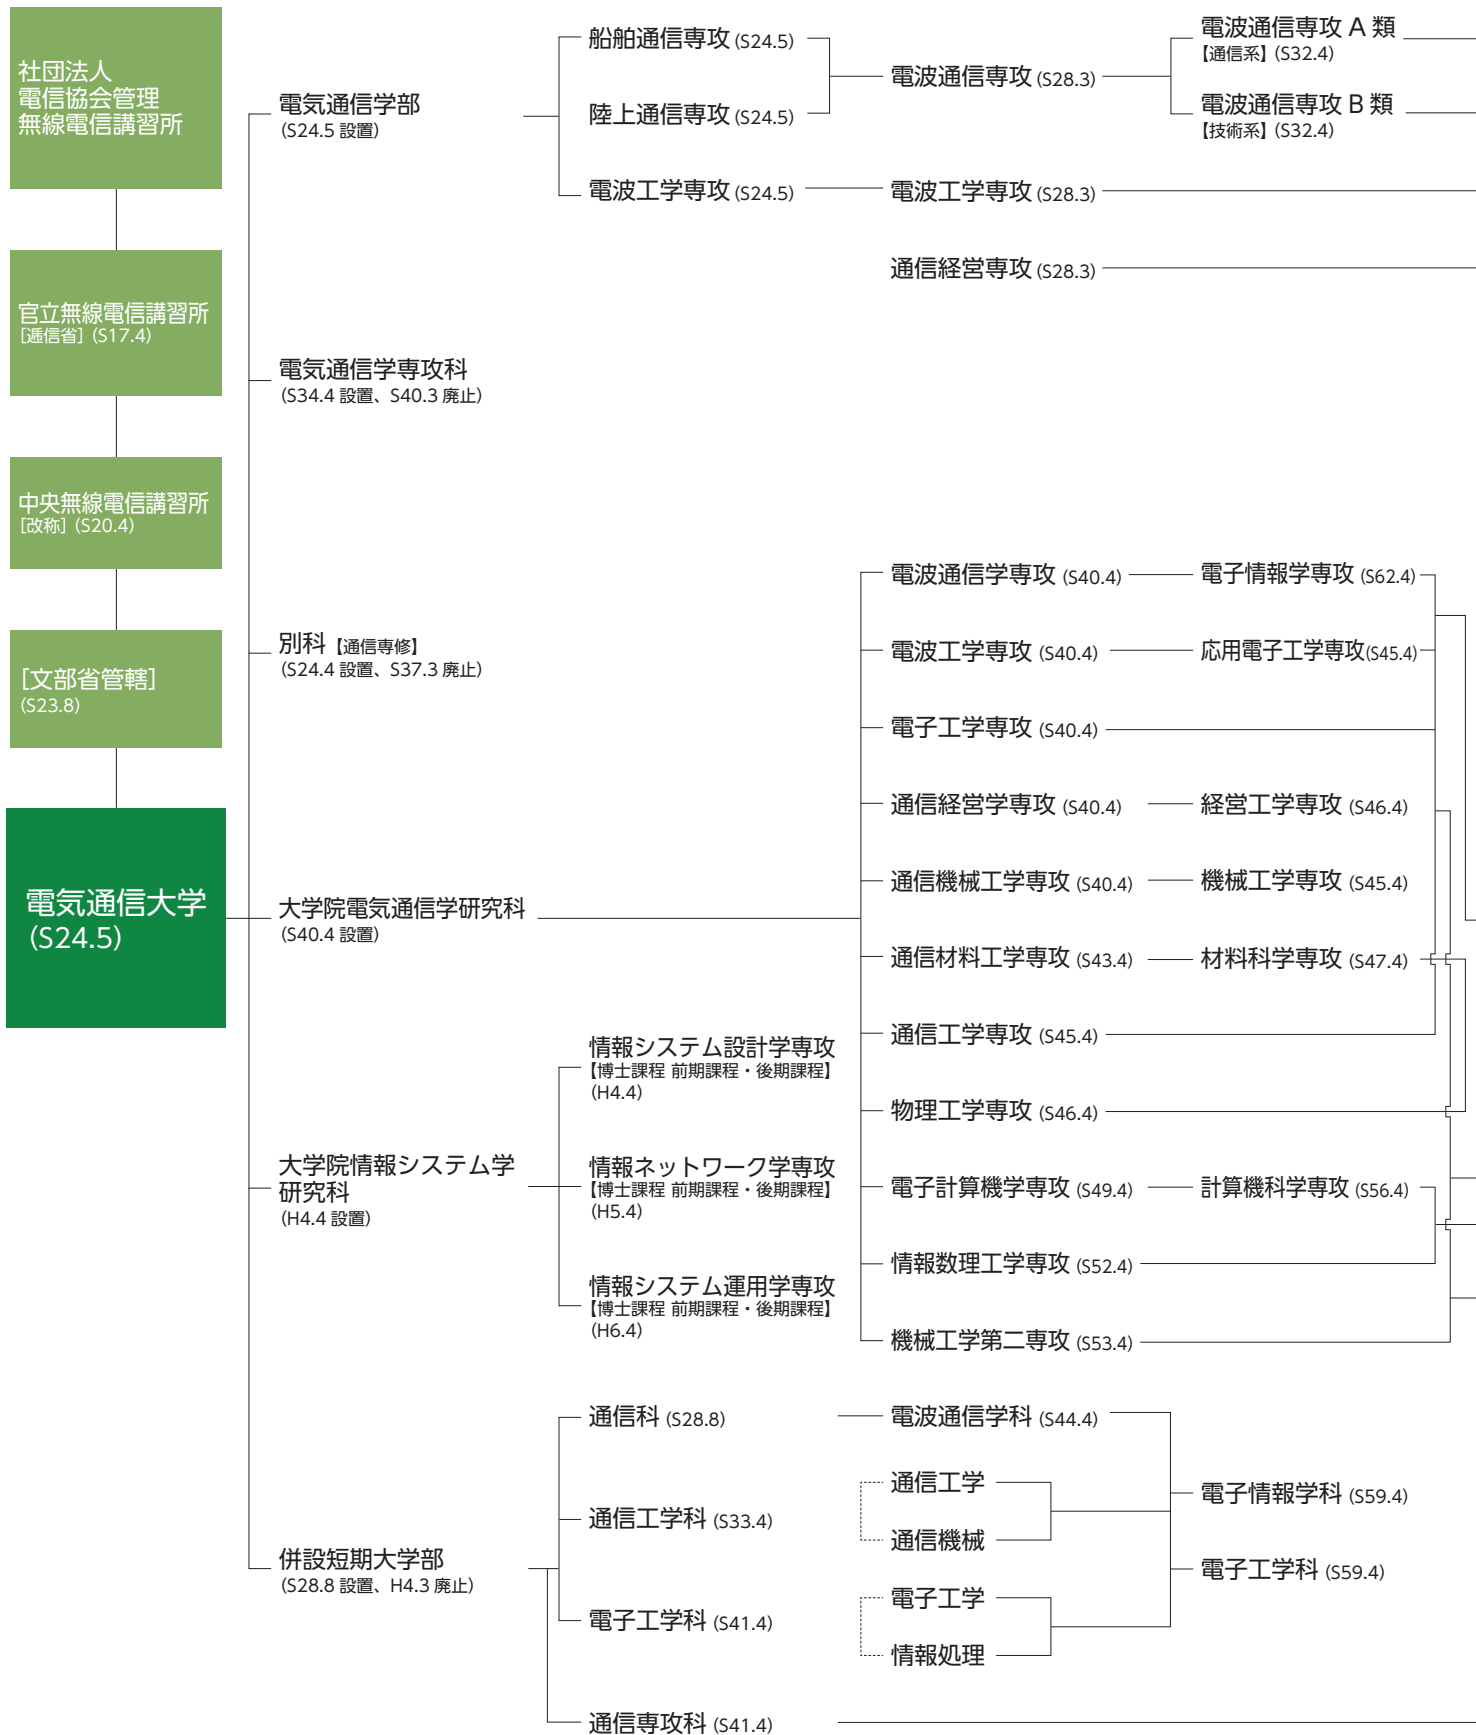 社団法人
電信協会管理
無線電信講習所
官立無線電信講習所
[逓信省] (S17.4)
中央無線電信講習所
[改称] (S20.4)
[文部省管轄]
(S23.8)
電気通信大学
(S24.5)
電気通信学部
(S24.5 設置)
船舶通信専攻 (S24.5)
陸上通信専攻 (S24.5)
電波工学専攻 (S24.5)
電波通信専攻 (S28.3)
電波工学専攻 (S28.3)
通信経営専攻 (S28.3)
電波通信専攻 A 類
【通信系】 (S32.4)
電波通信専攻 B 類
【技術系】 (S32.4)
電気通信学専攻科
(S34.4 設置、S40.3 廃止)
別科【通信専修】
(S24.4 設置、S37.3 廃止)
大学院電気通信学研究科
(S40.4 設置)
電波通信学専攻 (S40.4)
電子情報学専攻 (S62.4)
電波工学専攻 (S40.4)
応用電子工学専攻(S45.4)
電子工学専攻 (S40.4)
通信経営学専攻 (S40.4)
経営工学専攻 (S46.4)
通信機械工学専攻 (S40.4)
機械工学専攻 (S45.4)
通信材料工学専攻 (S43.4)
材料科学専攻 (S47.4)
通信工学専攻 (S45.4)
物理工学専攻 (S46.4)
電子計算機学専攻 (S49.4)
計算機科学専攻 (S56.4)
情報数理工学専攻 (S52.4)
機械工学第二専攻 (S53.4)
大学院情報システム学
研究科
(H4.4 設置)
情報システム設計学専攻
【博士課程 前期課程・後期課程】
(H4.4)
情報ネットワーク学専攻
【博士課程 前期課程・後期課程】
(H5.4)
情報システム運用学専攻
【博士課程 前期課程・後期課程】
(H6.4)
併設短期大学部
(S28.8 設置、H4.3 廃止)
通信科 (S28.8)
電波通信学科 (S44.4)
通信工学科 (S33.4)
通信工学
通信機械
電子工学科 (S41.4)
電子工学
情報処理
電子情報学科 (S59.4)
電子工学科 (S59.4)
通信専攻科 (S41.4)